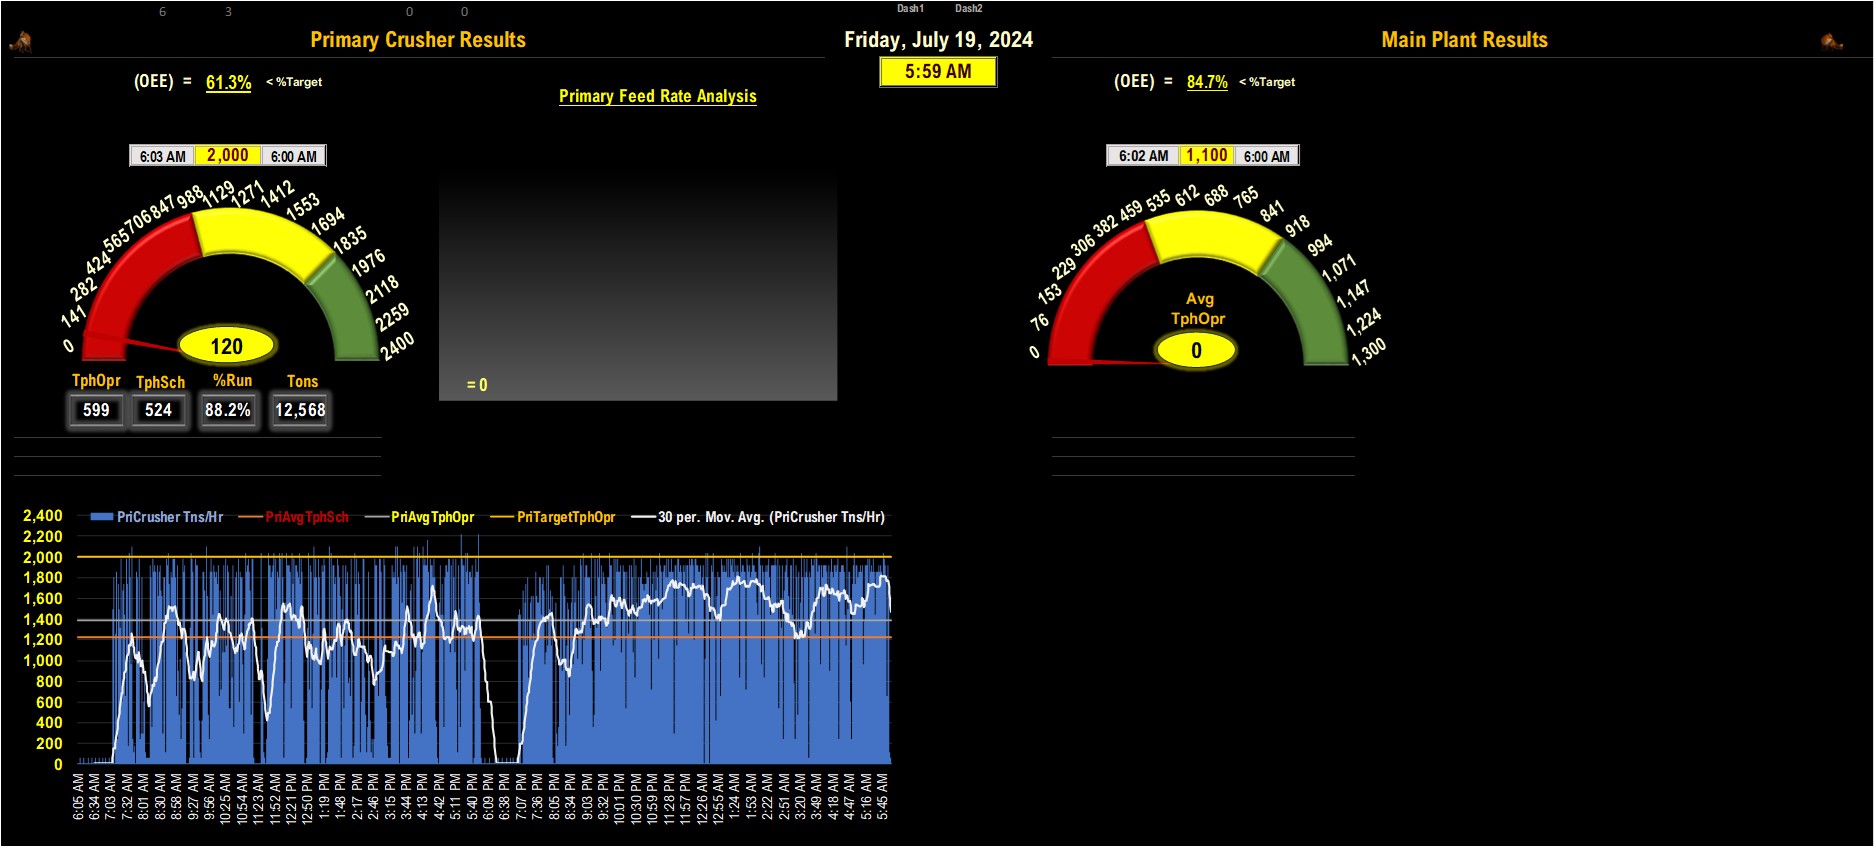 6 3 0 0 Dash1 Dash2
Primary Crusher Results
Friday, July 19, 2024
Main Plant Results
5:59 AM
(OEE) = 61.3% < %Target
Primary Feed Rate Analysis
(OEE) = 84.7% < %Target
6:03 AM 2,000 6:00 AM
6:02 AM 1,100 6:00 AM
0
141
282
424
565
706
847
988
1129
1271
1412
1553
1694
1835
1976
2118
2259
2400
120
= 0
0
76
153
229
306
382
459
535
612
688
765
841
918
994
1,071
1,147
1,224
1,300
Avg
TphOpr
0
TphOpr TphSch %Run Tons
599 524 88.2% 12,568
PriCrusher Tns/Hr PriAvgTphSch PriAvgTphOpr PriTargetTphOpr 30 per. Mov. Avg. (PriCrusher Tns/Hr)
2,400
2,200
2,000
1,800
1,600
1,400
1,200
1,000
800
600
400
200
0
6:05 AM
6:34 AM
7:03 AM
7:32 AM
8:01 AM
8:30 AM
8:58 AM
9:27 AM
9:56 AM
10:25 AM
10:54 AM
11:23 AM
11:52 AM
12:21 PM
12:50 PM
1:19 PM
1:48 PM
2:17 PM
2:46 PM
3:15 PM
3:44 PM
4:13 PM
4:42 PM
5:11 PM
5:40 PM
6:09 PM
6:38 PM
7:07 PM
7:36 PM
8:05 PM
8:34 PM
9:03 PM
9:32 PM
10:01 PM
10:30 PM
10:59 PM
11:28 PM
11:57 PM
12:26 AM
12:55 AM
1:24 AM
1:53 AM
2:22 AM
2:51 AM
3:20 AM
3:49 AM
4:18 AM
4:47 AM
5:16 AM
5:45 AM